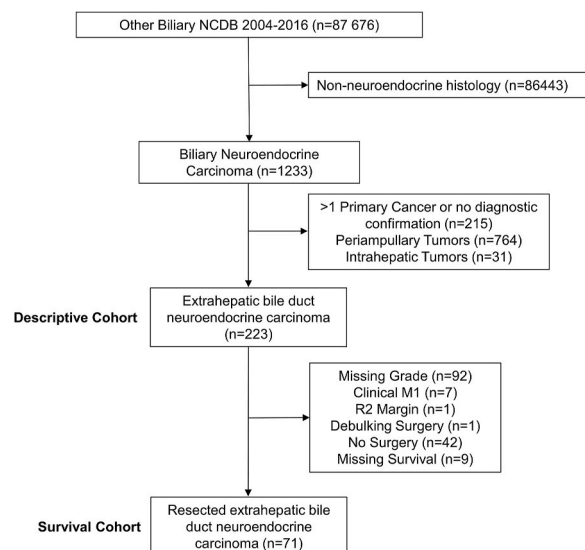 Other Biliary NCDB 2004-2016 (n=87 676)
Non-neuroendocrine histology (n=86443)
Biliary Neuroendocrine
Carcinoma (n=1233)
>1 Primary Cancer or no diagnostic
confirmation (n=215)
Periampullary Tumors (n=764)
Intrahepatic Tumors (n=31)
Descriptive Cohort
Extrahepatic bile duct
neuroendocrine carcinoma
(n=223)
Missing Grade (n=92)
Clinical M1 (n=7)
R2 Margin (n=1)
Debulking Surgery (n=1)
No Surgery (n=42)
Missing Survival (n=9)
Survival Cohort
Resected extrahepatic bile
duct neuroendocrine
carcinoma (n=71)